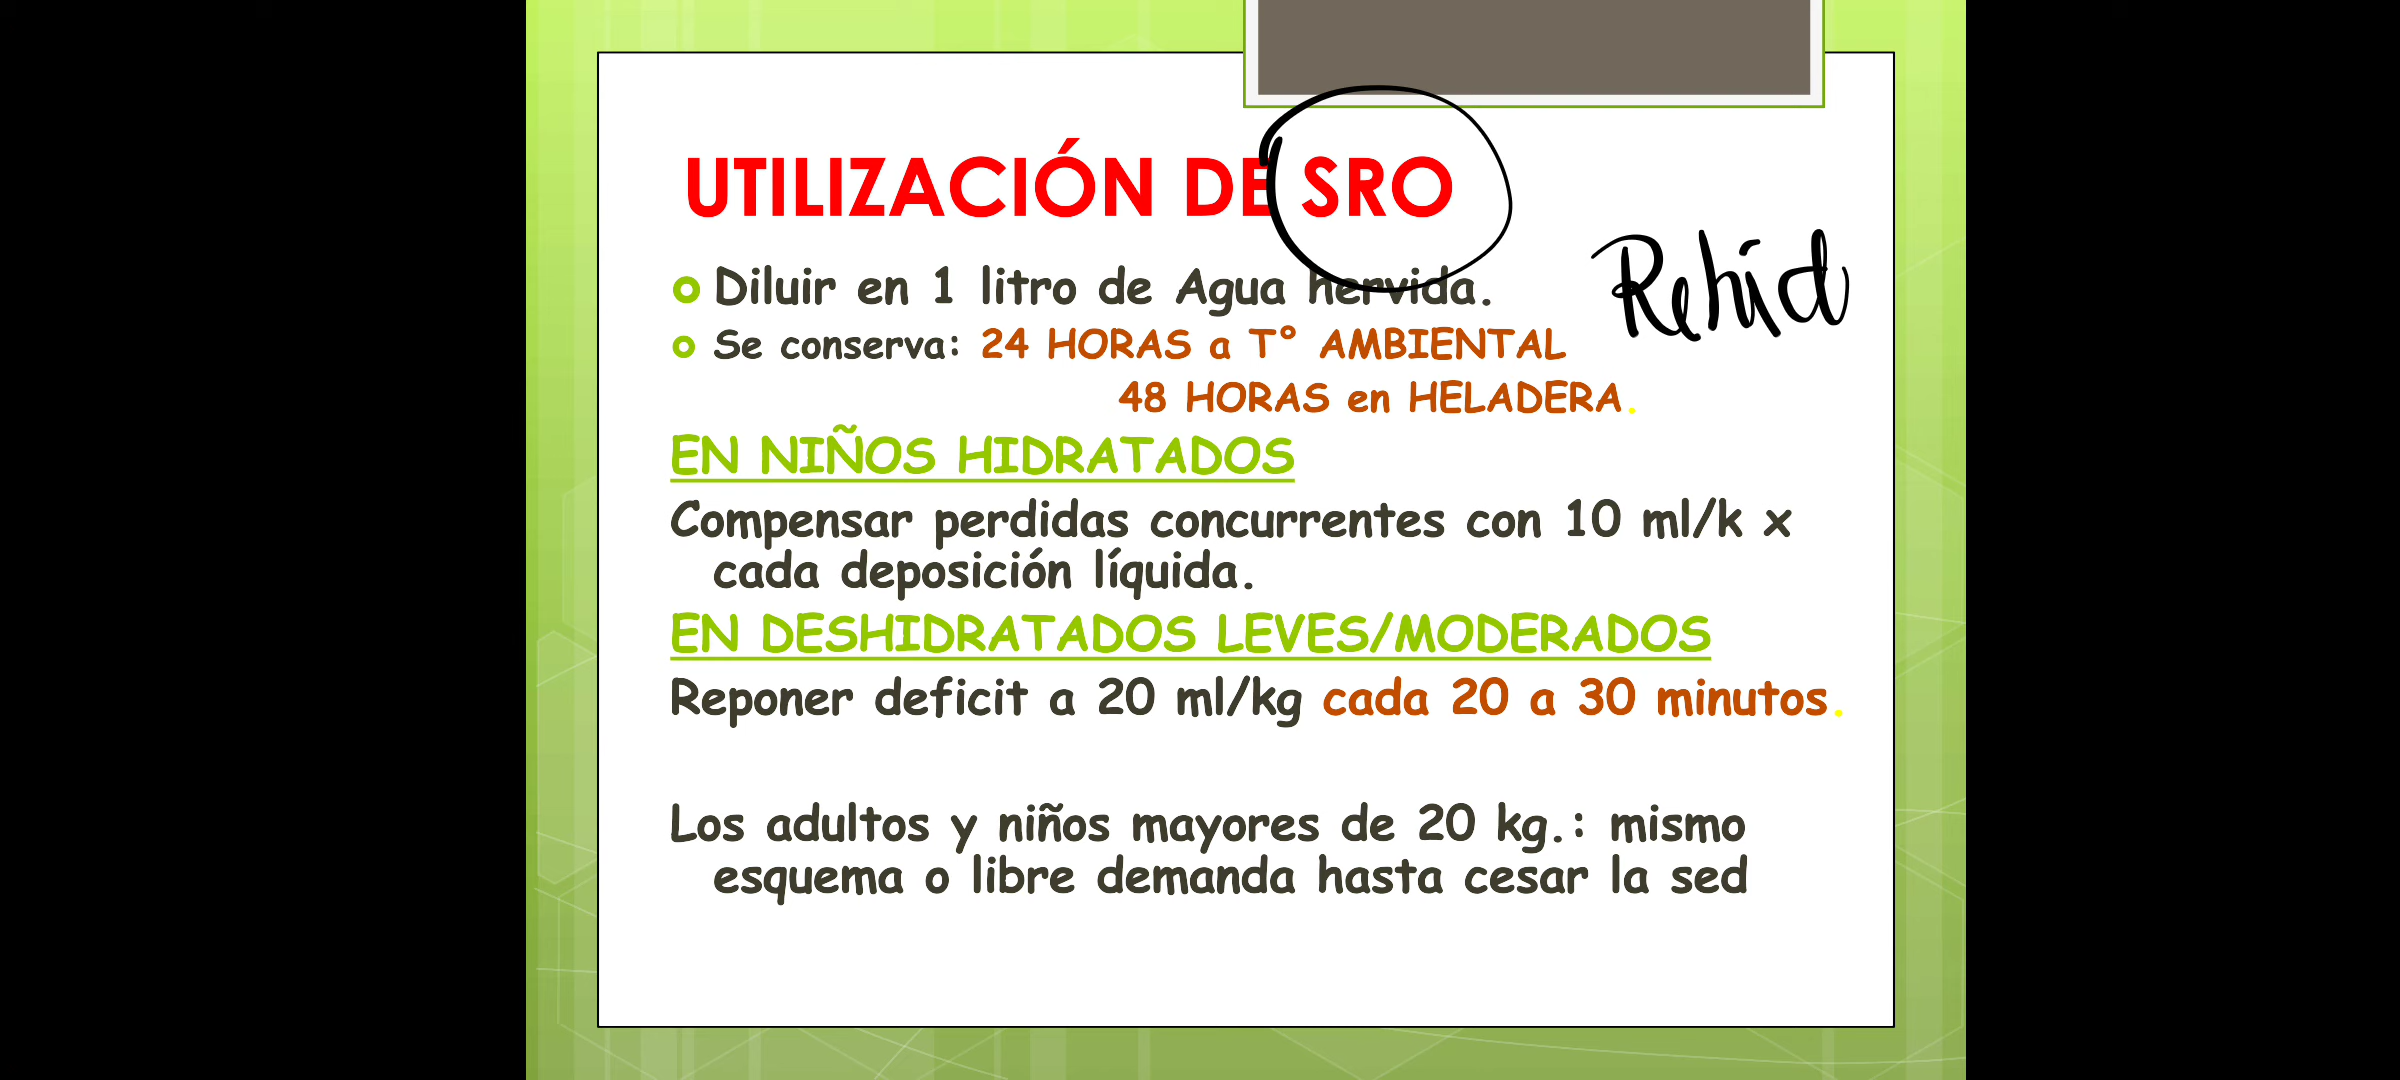 UTILIZACIÓN DE SRO
Diluir en 1 litro de Agua hervida.
Rehid
Se conserva: 24 HORAS a T° AMBIENTAL
48 HORAS en HELADERA.
EN NIÑOS HIDRATADOS
Compensar perdidas concurrentes con 10 ml/k x
cada deposición líquida.
EN DESHIDRATADOS LEVES/MODERADOS
Reponer deficit a 20 ml/kg cada 20 a 30 minutos.
Los adultos y niños mayores de 20 kg.: mismo
esquema o libre demanda hasta cesar la sed